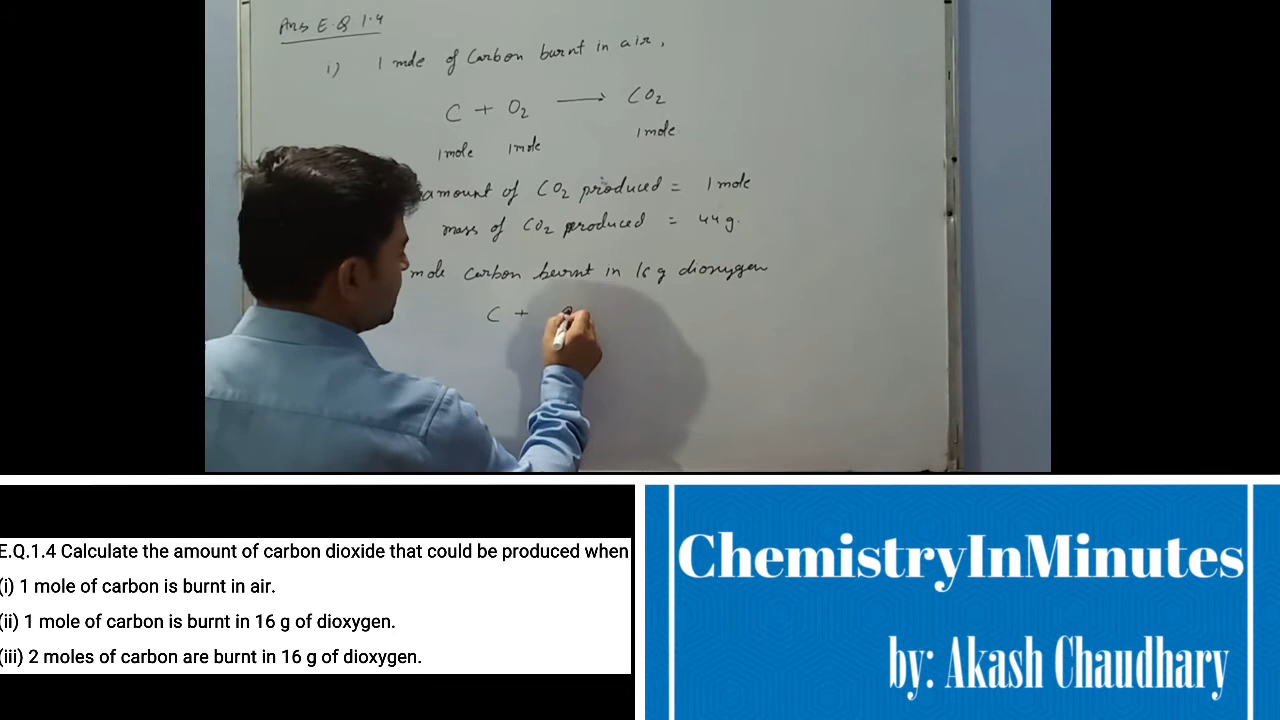 Ans E.Q 1.4
i) 1 mole of Carbon burnt in air,
C + O2 → CO2
1mole 1mole 1mole
amount of CO2 produced = 1 mole
mass of CO2 produced = 44 g.
mole Carbon burnt in 16 g dioxygen
C +
E.Q.1.4 Calculate the amount of carbon dioxide that could be produced when
(i) 1 mole of carbon is burnt in air.
(ii) 1 mole of carbon is burnt in 16 g of dioxygen.
(iii) 2 moles of carbon are burnt in 16 g of dioxygen.
ChemistryInMinutes
by: Akash Chaudhary